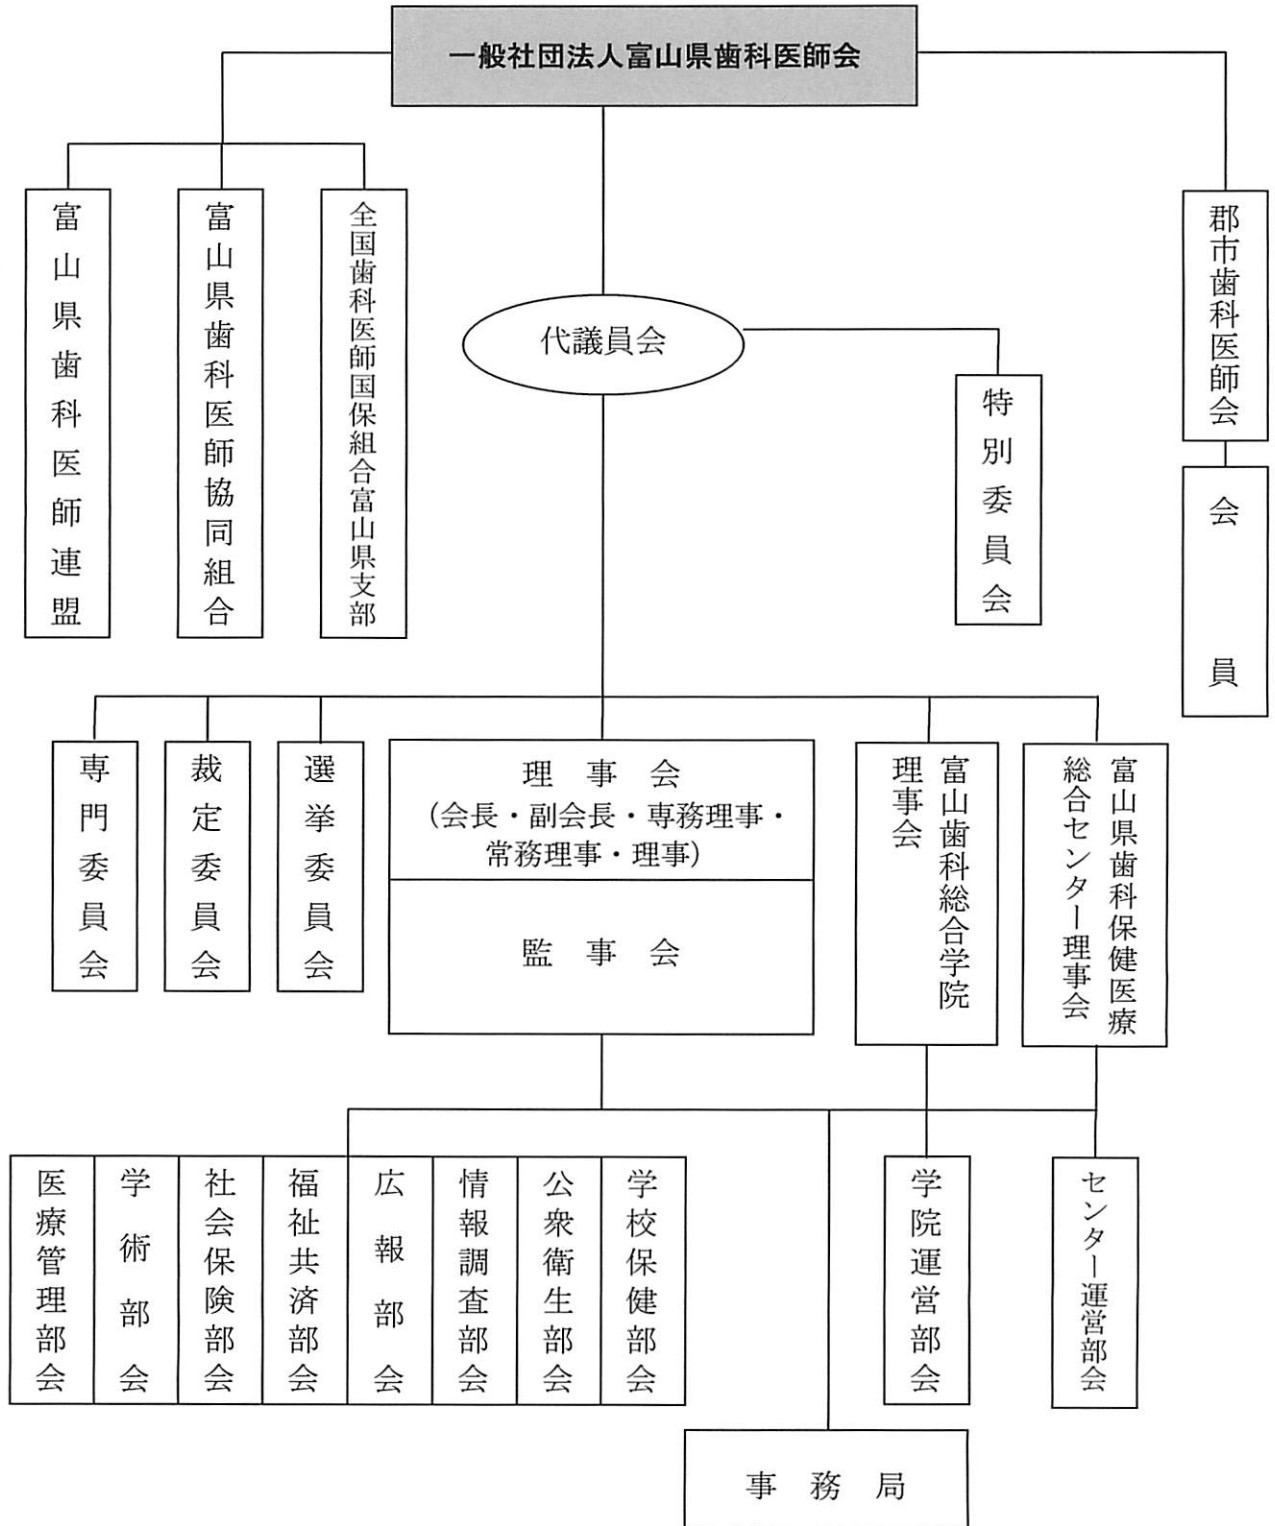 一般社団法人富山県歯科医師会
富山県歯科医師連盟
富山県歯科医師協同組合
全国歯科医師国保組合富山県支部
代議員会
特別委員会
郡市歯科医師会
会員
専門委員会
裁定委員会
選挙委員会
理事会
(会長・副会長・専務理事・
常務理事・理事)
監事会
富山歯科総合学院
理事会
富山県歯科保健医療
総合センター理事会
医療管理部会
学術部会
社会保険部会
福祉共済部会
広報部会
情報調査部会
公衆衛生部会
学校保健部会
学院運営部会
センター運営部会
事務局